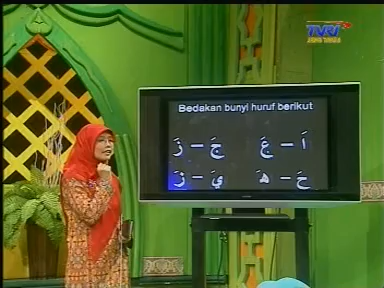 TVRI
Bedakan bunyi huruf berikut
اَ – عَ جَ – زَ
حَ – هَ يَ – زَ